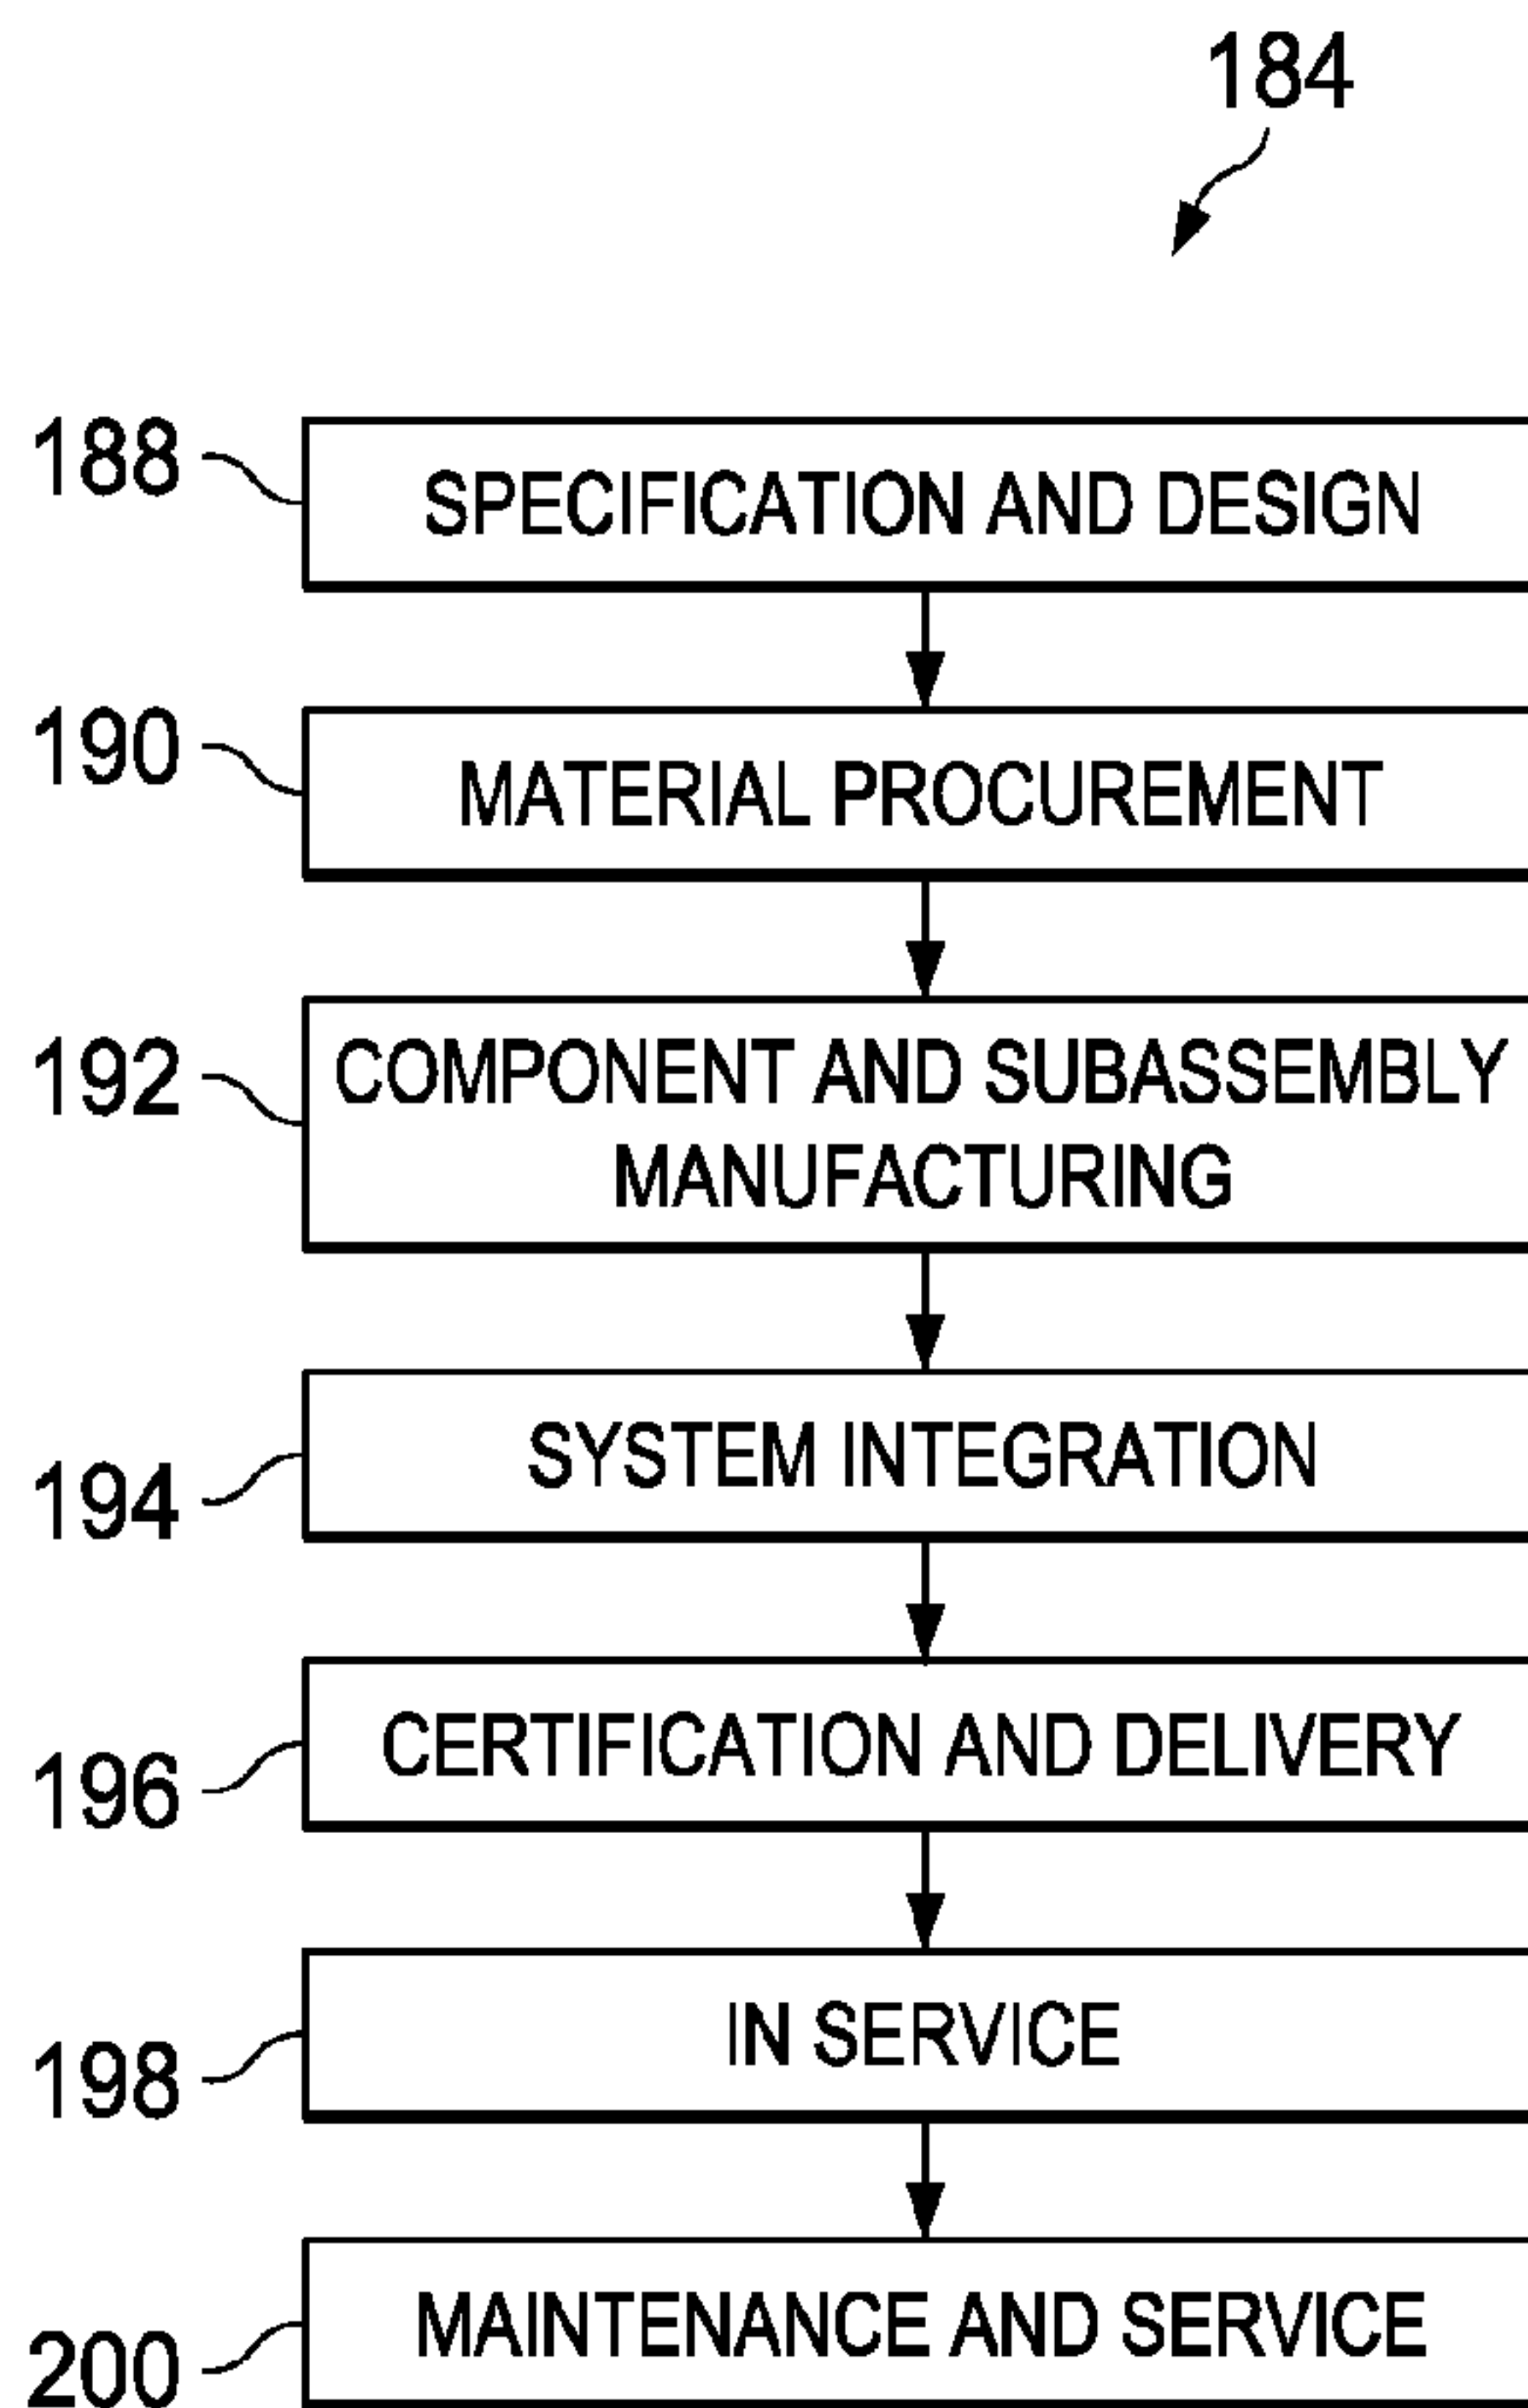 184
188
SPECIFICATION AND DESIGN
190
MATERIAL PROCUREMENT
192
COMPONENT AND SUBASSEMBLY
MANUFACTURING
194
SYSTEM INTEGRATION
196
CERTIFICATION AND DELIVERY
198
IN SERVICE
200
MAINTENANCE AND SERVICE